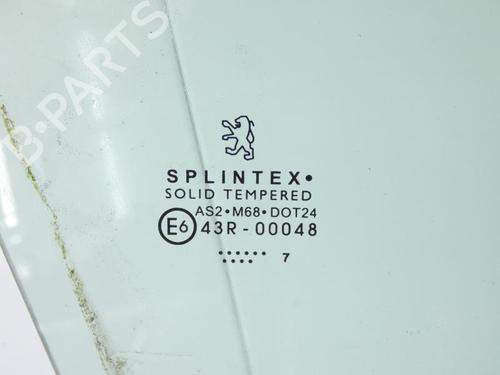 B-PARTS
SPLINTEX•
SOLID TEMPERED
AS2•M68•DOT24
E6 43R-00048
7